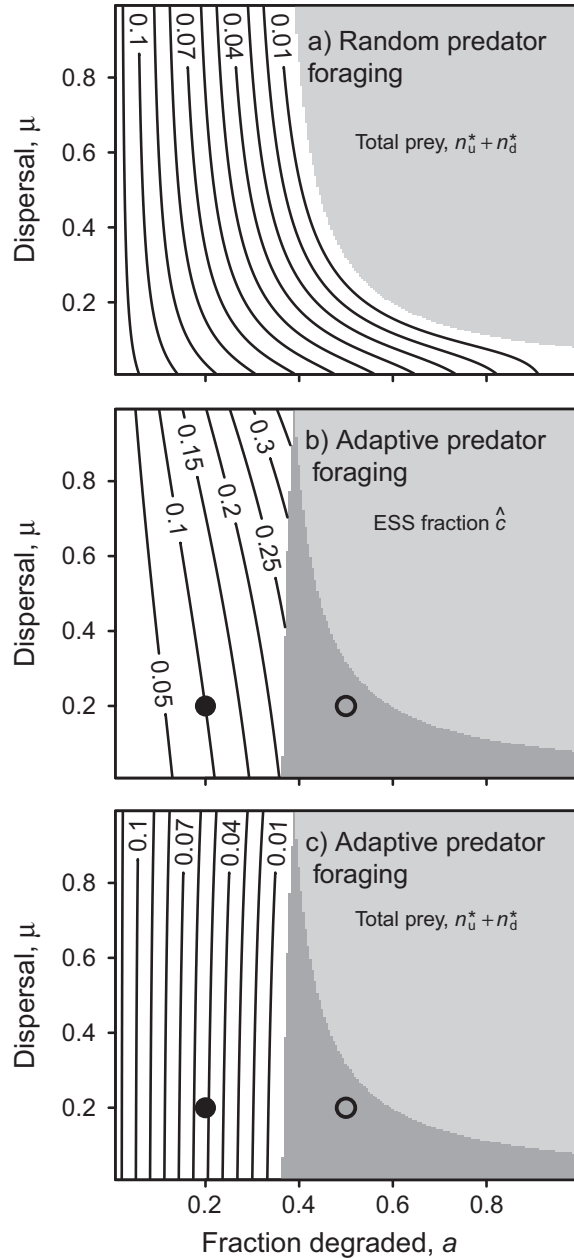 a) Random predator
foraging
Total prey, n*u + n*d
0.1
0.07
0.04
0.01
0.8
0.6
0.4
0.2
Dispersal, μ
b) Adaptive predator
foraging
ESS fraction ĉ
0.05
0.1
0.15
0.2
0.25
0.3
0.8
0.6
0.4
0.2
Dispersal, μ
c) Adaptive predator
foraging
Total prey, n*u + n*d
0.1
0.07
0.04
0.01
0.8
0.6
0.4
0.2
Dispersal, μ
0.2 0.4 0.6 0.8
Fraction degraded, a